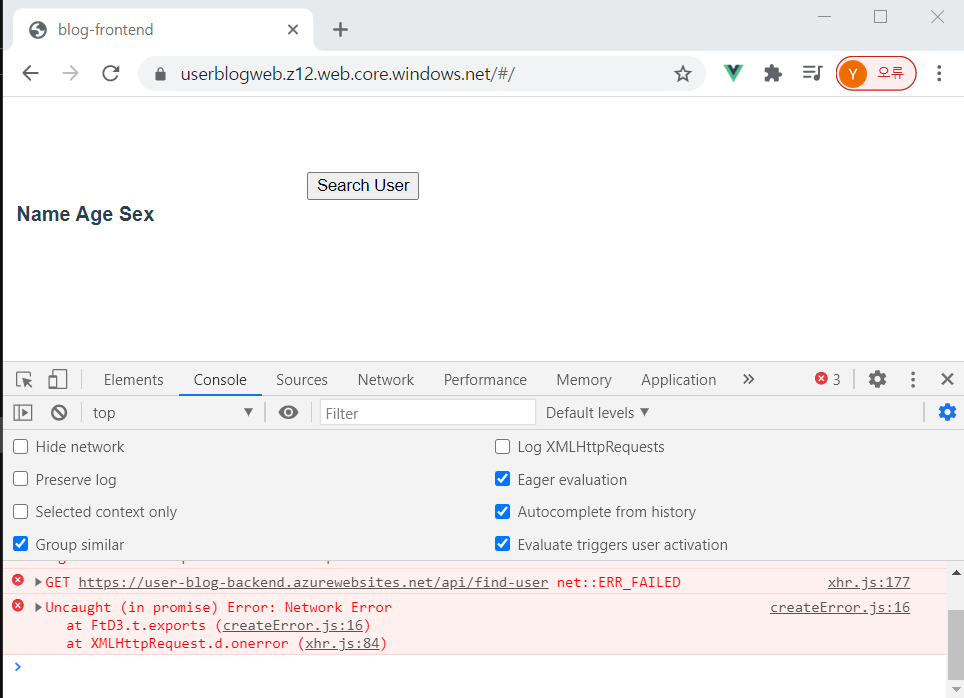 blog-frontend
userblogweb.z12.web.core.windows.net/#/
Y 오류
Search User
Name Age Sex
Elements Console Sources Network Performance Memory Application 3
top Filter Default levels
Hide network Log XMLHttpRequests
Preserve log Eager evaluation
Selected context only Autocomplete from history
Group similar Evaluate triggers user activation
GET https://user-blog-backend.azurewebsites.net/api/find-user net::ERR_FAILED xhr.js:177
Uncaught (in promise) Error: Network Error createError.js:16
at FtD3.t.exports (createError.js:16)
at XMLHttpRequest.d.onerror (xhr.js:84)